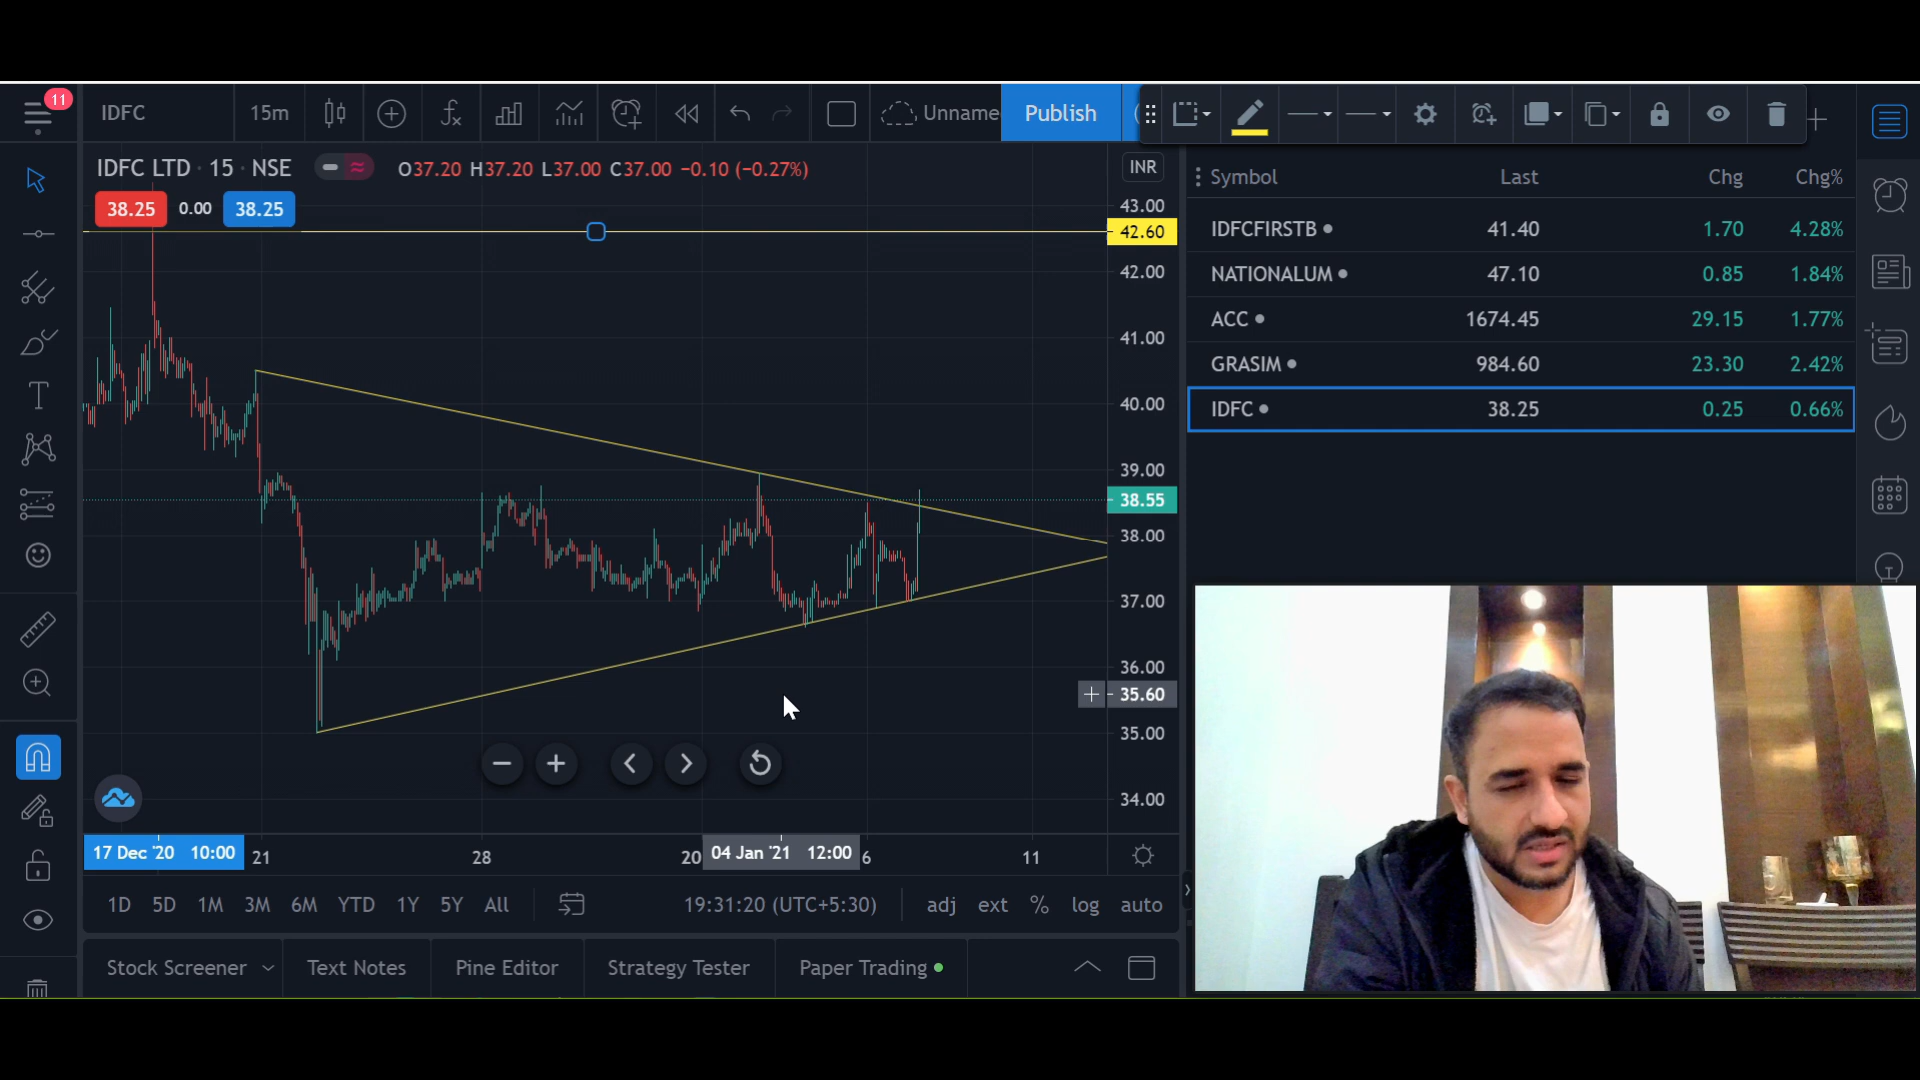 11
IDFC
15m
Unname
Publish
IDFC LTD · 15 · NSE
O37.20 H37.20 L37.00 C37.00 −0.10 (−0.27%)
INR
38.25
0.00
38.25
43.00
42.60
42.00
41.00
40.00
39.00
38.55
38.00
37.00
36.00
35.60
35.00
34.00
17 Dec '20 10:00
21
28
20
04 Jan '21 12:00
6
11
1D 5D 1M 3M 6M YTD 1Y 5Y All
19:31:20 (UTC+5:30)
adj ext % log auto
Stock Screener
Text Notes
Pine Editor
Strategy Tester
Paper Trading
Symbol Last Chg Chg%
IDFCFIRSTB 41.40 1.70 4.28%
NATIONALUM 47.10 0.85 1.84%
ACC 1674.45 29.15 1.77%
GRASIM 984.60 23.30 2.42%
IDFC 38.25 0.25 0.66%